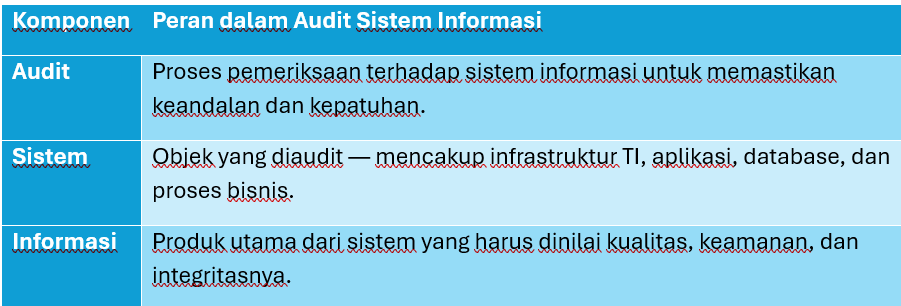 Komponen Peran dalam Audit Sistem Informasi
Audit Proses pemeriksaan terhadap sistem informasi untuk memastikan
keandalan dan kepatuhan.
Sistem Objek yang diaudit — mencakup infrastruktur TI, aplikasi, database, dan
proses bisnis.
Informasi Produk utama dari sistem yang harus dinilai kualitas, keamanan, dan
integritasnya.